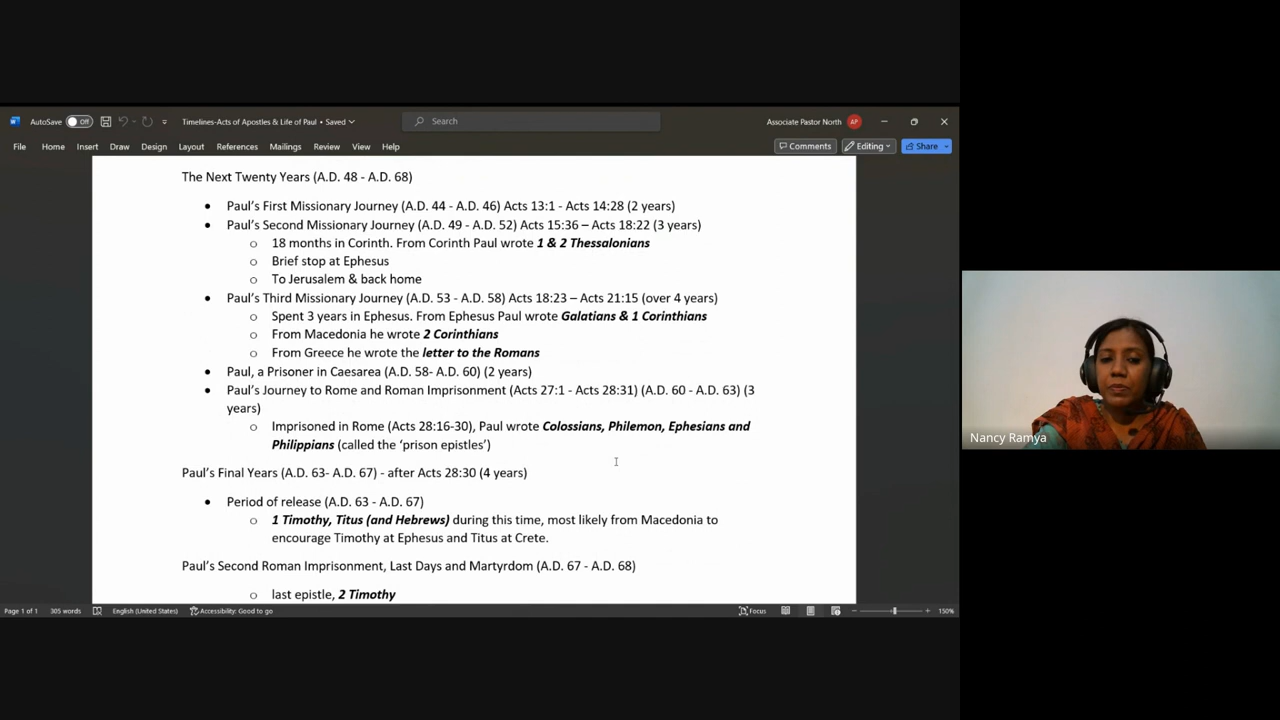 AutoSave Off Timelines-Acts of Apostles & Life of Paul • Saved Search Associate Pastor North AP
File Home Insert Draw Design Layout References Mailings Review View Help Comments Editing Share
The Next Twenty Years (A.D. 48 - A.D. 68)
• Paul's First Missionary Journey (A.D. 44 - A.D. 46) Acts 13:1 - Acts 14:28 (2 years)
• Paul's Second Missionary Journey (A.D. 49 - A.D. 52) Acts 15:36 – Acts 18:22 (3 years)
o 18 months in Corinth. From Corinth Paul wrote 1 & 2 Thessalonians
o Brief stop at Ephesus
o To Jerusalem & back home
• Paul's Third Missionary Journey (A.D. 53 - A.D. 58) Acts 18:23 – Acts 21:15 (over 4 years)
o Spent 3 years in Ephesus. From Ephesus Paul wrote Galatians & 1 Corinthians
o From Macedonia he wrote 2 Corinthians
o From Greece he wrote the letter to the Romans
• Paul, a Prisoner in Caesarea (A.D. 58- A.D. 60) (2 years)
• Paul's Journey to Rome and Roman Imprisonment (Acts 27:1 - Acts 28:31) (A.D. 60 - A.D. 63) (3
years)
o Imprisoned in Rome (Acts 28:16-30), Paul wrote Colossians, Philemon, Ephesians and
Philippians (called the 'prison epistles')
Paul's Final Years (A.D. 63- A.D. 67) - after Acts 28:30 (4 years)
• Period of release (A.D. 63 - A.D. 67)
o 1 Timothy, Titus (and Hebrews) during this time, most likely from Macedonia to
encourage Timothy at Ephesus and Titus at Crete.
Paul's Second Roman Imprisonment, Last Days and Martyrdom (A.D. 67 - A.D. 68)
o last epistle, 2 Timothy
Page 1 of 1 305 words English (United States) Accessibility: Good to go Focus 150%
Nancy Ramya